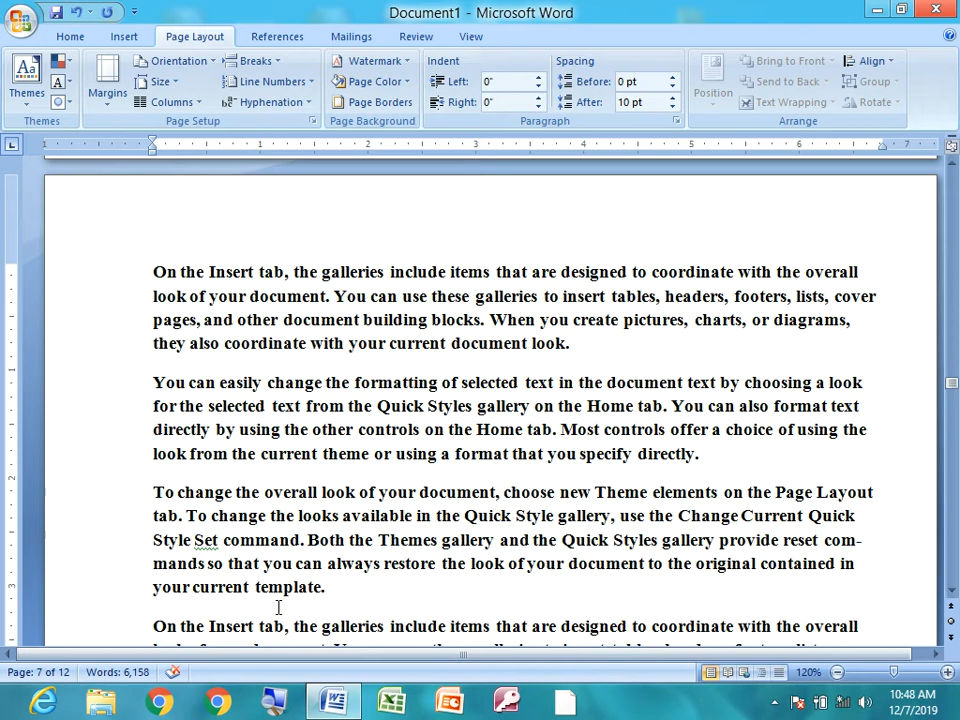 Document1 - Microsoft Word
Home Insert Page Layout References Mailings Review View
Themes
Margins
Orientation
Size
Columns
Breaks
Line Numbers
Hyphenation
Watermark
Page Color
Page Borders
Indent
Left: 0"
Right: 0"
Spacing
Before: 0 pt
After: 10 pt
Position
Bring to Front
Send to Back
Text Wrapping
Align
Group
Rotate
Themes Page Setup Page Background Paragraph Arrange
1 1 2 3 4 5 6 7
On the Insert tab, the galleries include items that are designed to coordinate with the overall
look of your document. You can use these galleries to insert tables, headers, footers, lists, cover
pages, and other document building blocks. When you create pictures, charts, or diagrams,
they also coordinate with your current document look.
You can easily change the formatting of selected text in the document text by choosing a look
for the selected text from the Quick Styles gallery on the Home tab. You can also format text
directly by using the other controls on the Home tab. Most controls offer a choice of using the
look from the current theme or using a format that you specify directly.
To change the overall look of your document, choose new Theme elements on the Page Layout
tab. To change the looks available in the Quick Style gallery, use the Change Current Quick
Style Set command. Both the Themes gallery and the Quick Styles gallery provide reset com-
mands so that you can always restore the look of your document to the original contained in
your current template.
On the Insert tab, the galleries include items that are designed to coordinate with the overall
Page: 7 of 12 Words: 6,158 120%
10:48 AM
12/7/2019